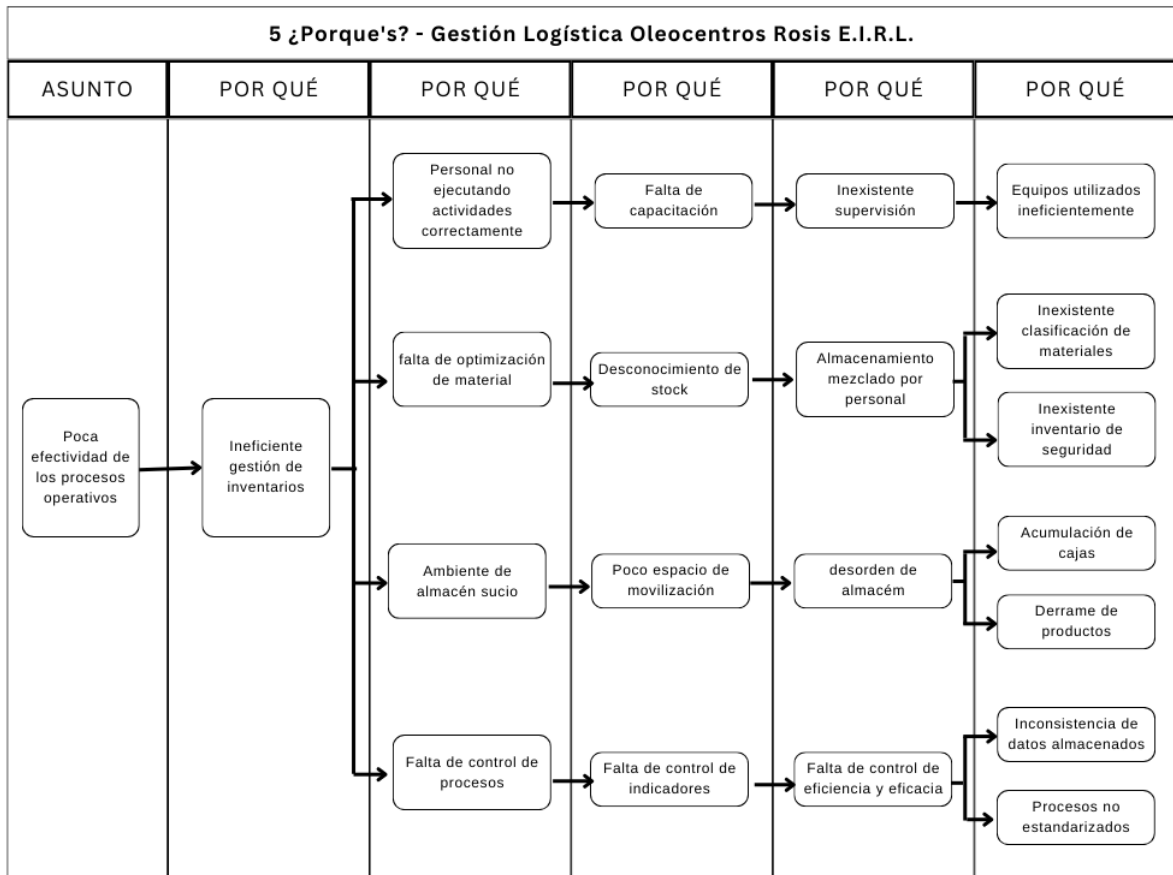 5 ¿Porque's? - Gestión Logística Oleocentros Rosis E.I.R.L.
ASUNTO
POR QUÉ
POR QUÉ
POR QUÉ
POR QUÉ
POR QUÉ
Poca
efectividad de
los procesos
operativos
Ineficiente
gestión de
inventarios
Personal no
ejecutando
actividades
correctamente
Falta de
capacitación
Inexistente
supervisión
Equipos utilizados
ineficientemente
falta de optimización
de material
Desconocimiento de
stock
Almacenamiento
mezclado por
personal
Inexistente
clasificación de
materiales
Inexistente
inventario de
seguridad
Ambiente de
almacén sucio
Poco espacio de
movilización
desorden de
almacém
Acumulación de
cajas
Derrame de
productos
Falta de control de
procesos
Falta de control de
indicadores
Falta de control de
eficiencia y eficacia
Inconsistencia de
datos almacenados
Procesos no
estandarizados